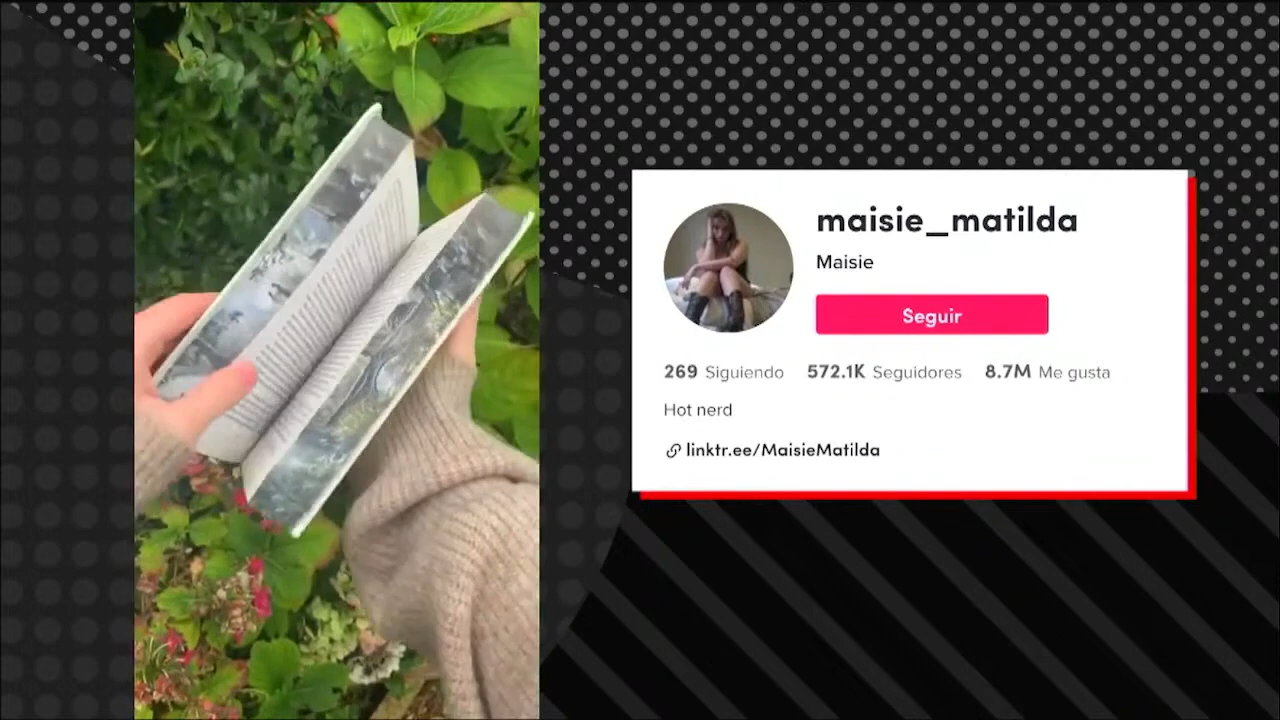 maisie_matilda
Maisie
Seguir
269 Siguiendo 572.1K Seguidores 8.7M Me gusta
Hot nerd
linktr.ee/MaisieMatilda